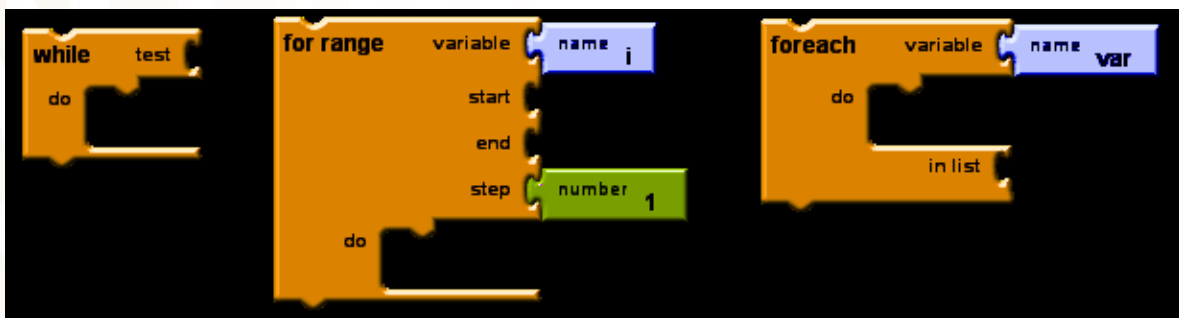 while test
do
for range variable name i
start
end
step number 1
do
foreach variable name var
do
in list